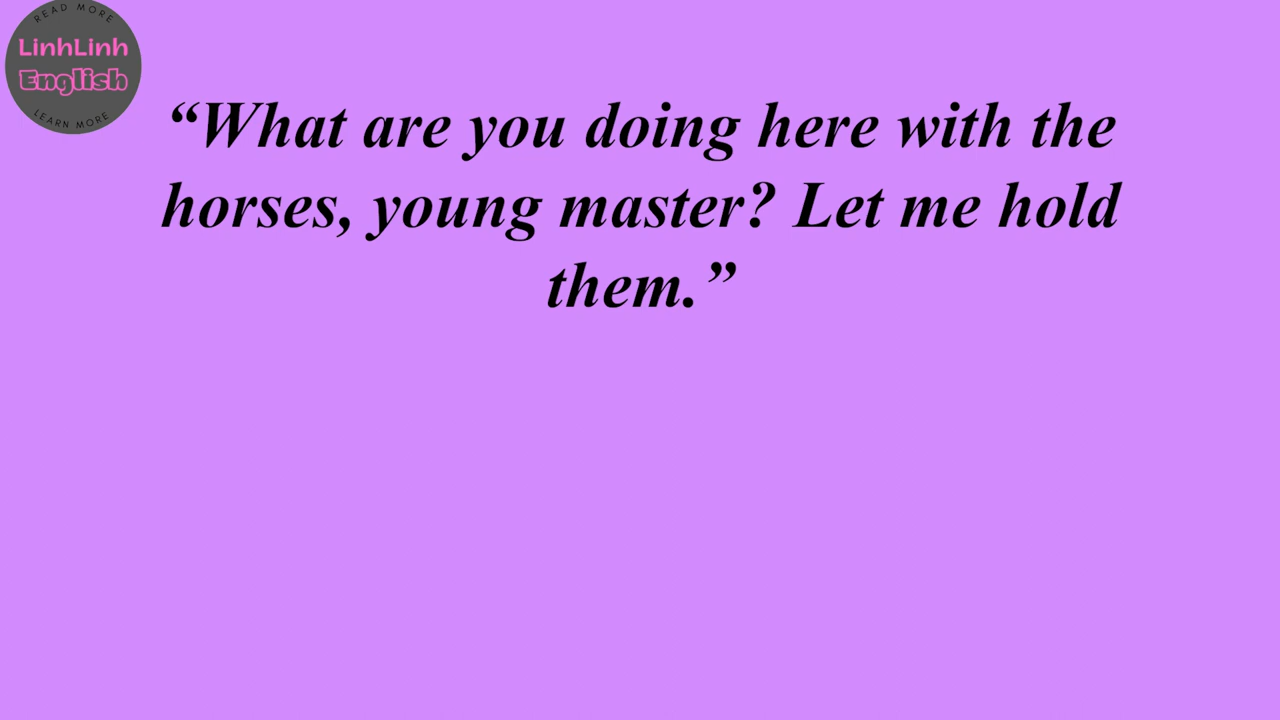 READ MORE
LinhLinh
English
LEARN MORE
“What are you doing here with the
horses, young master? Let me hold
them.”